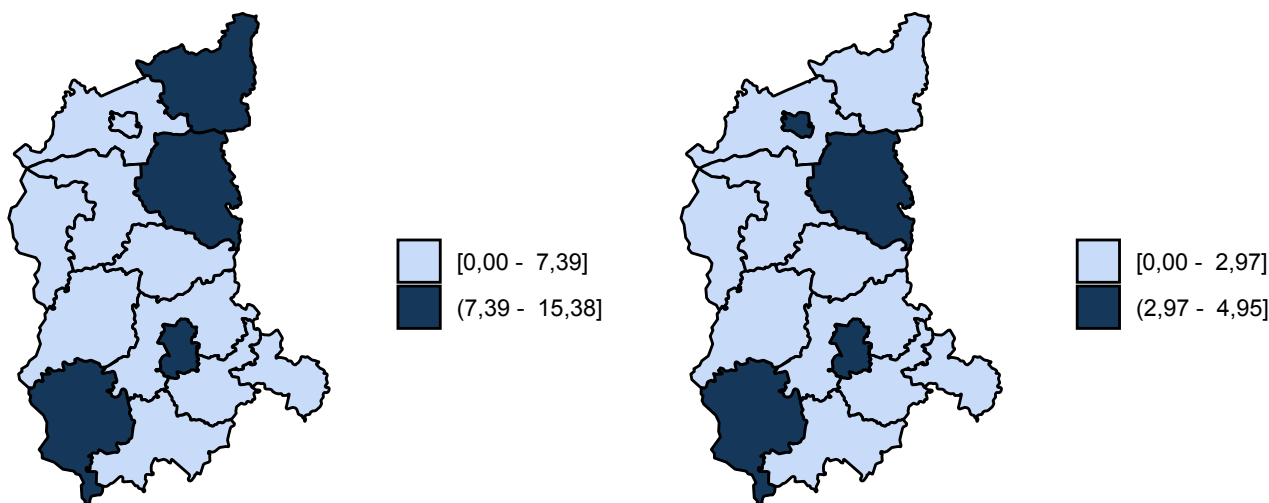 [0,00 - 7,39]
(7,39 - 15,38]
[0,00 - 2,97]
(2,97 - 4,95]